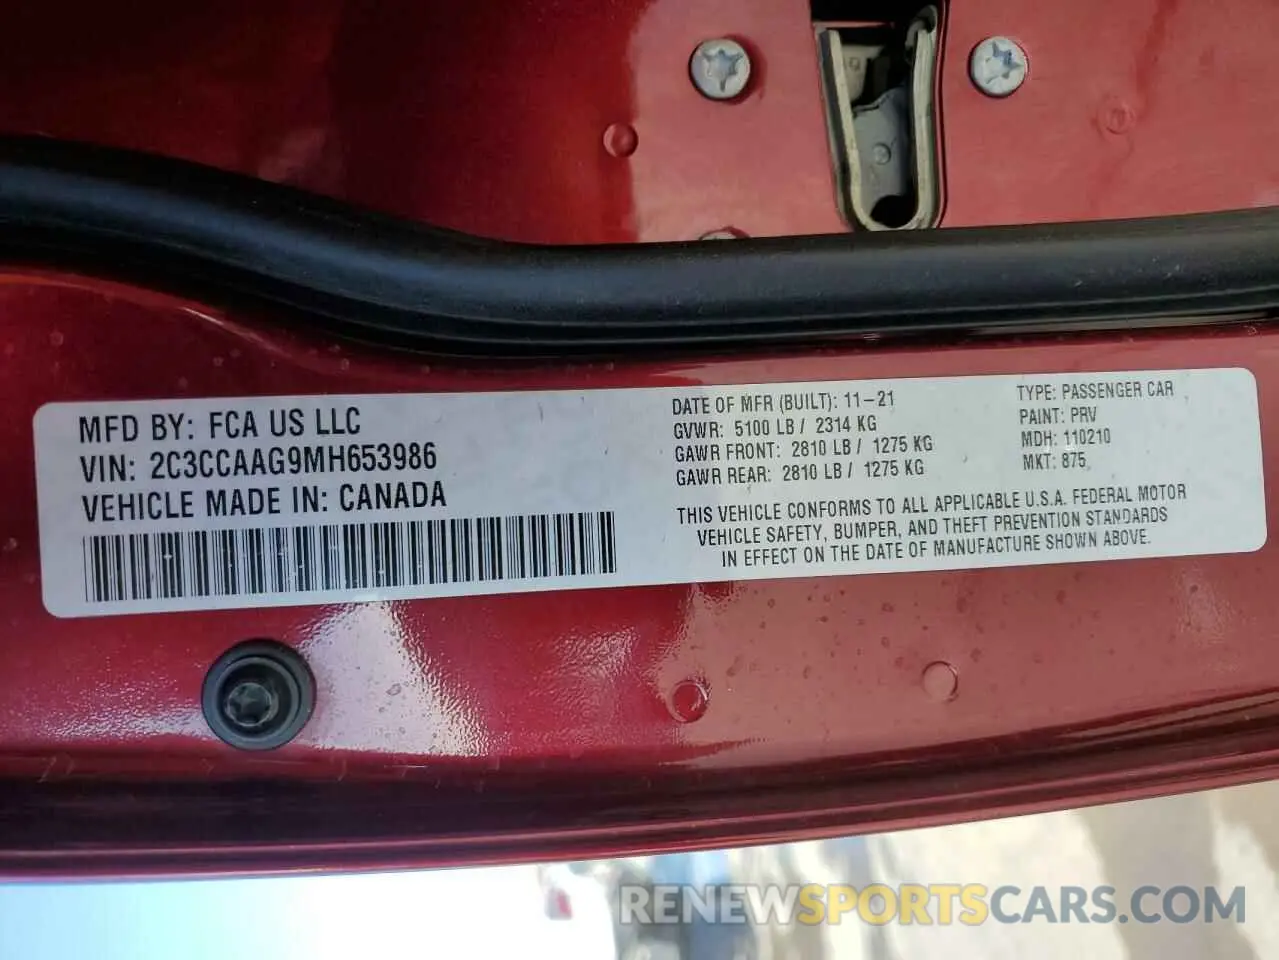 MFD BY: FCA US LLC
VIN: 2C3CCAAG9MH653986
VEHICLE MADE IN: CANADA
DATE OF MFR (BUILT): 11-21
GVWR: 5100 LB / 2314 KG
GAWR FRONT: 2810 LB / 1275 KG
GAWR REAR: 2810 LB / 1275 KG
TYPE: PASSENGER CAR
PAINT: PRV
MDH: 110210
MKT: 875
THIS VEHICLE CONFORMS TO ALL APPLICABLE U.S.A. FEDERAL MOTOR
VEHICLE SAFETY, BUMPER, AND THEFT PREVENTION STANDARDS
IN EFFECT ON THE DATE OF MANUFACTURE SHOWN ABOVE.
RENEWSPORTSCARS.COM